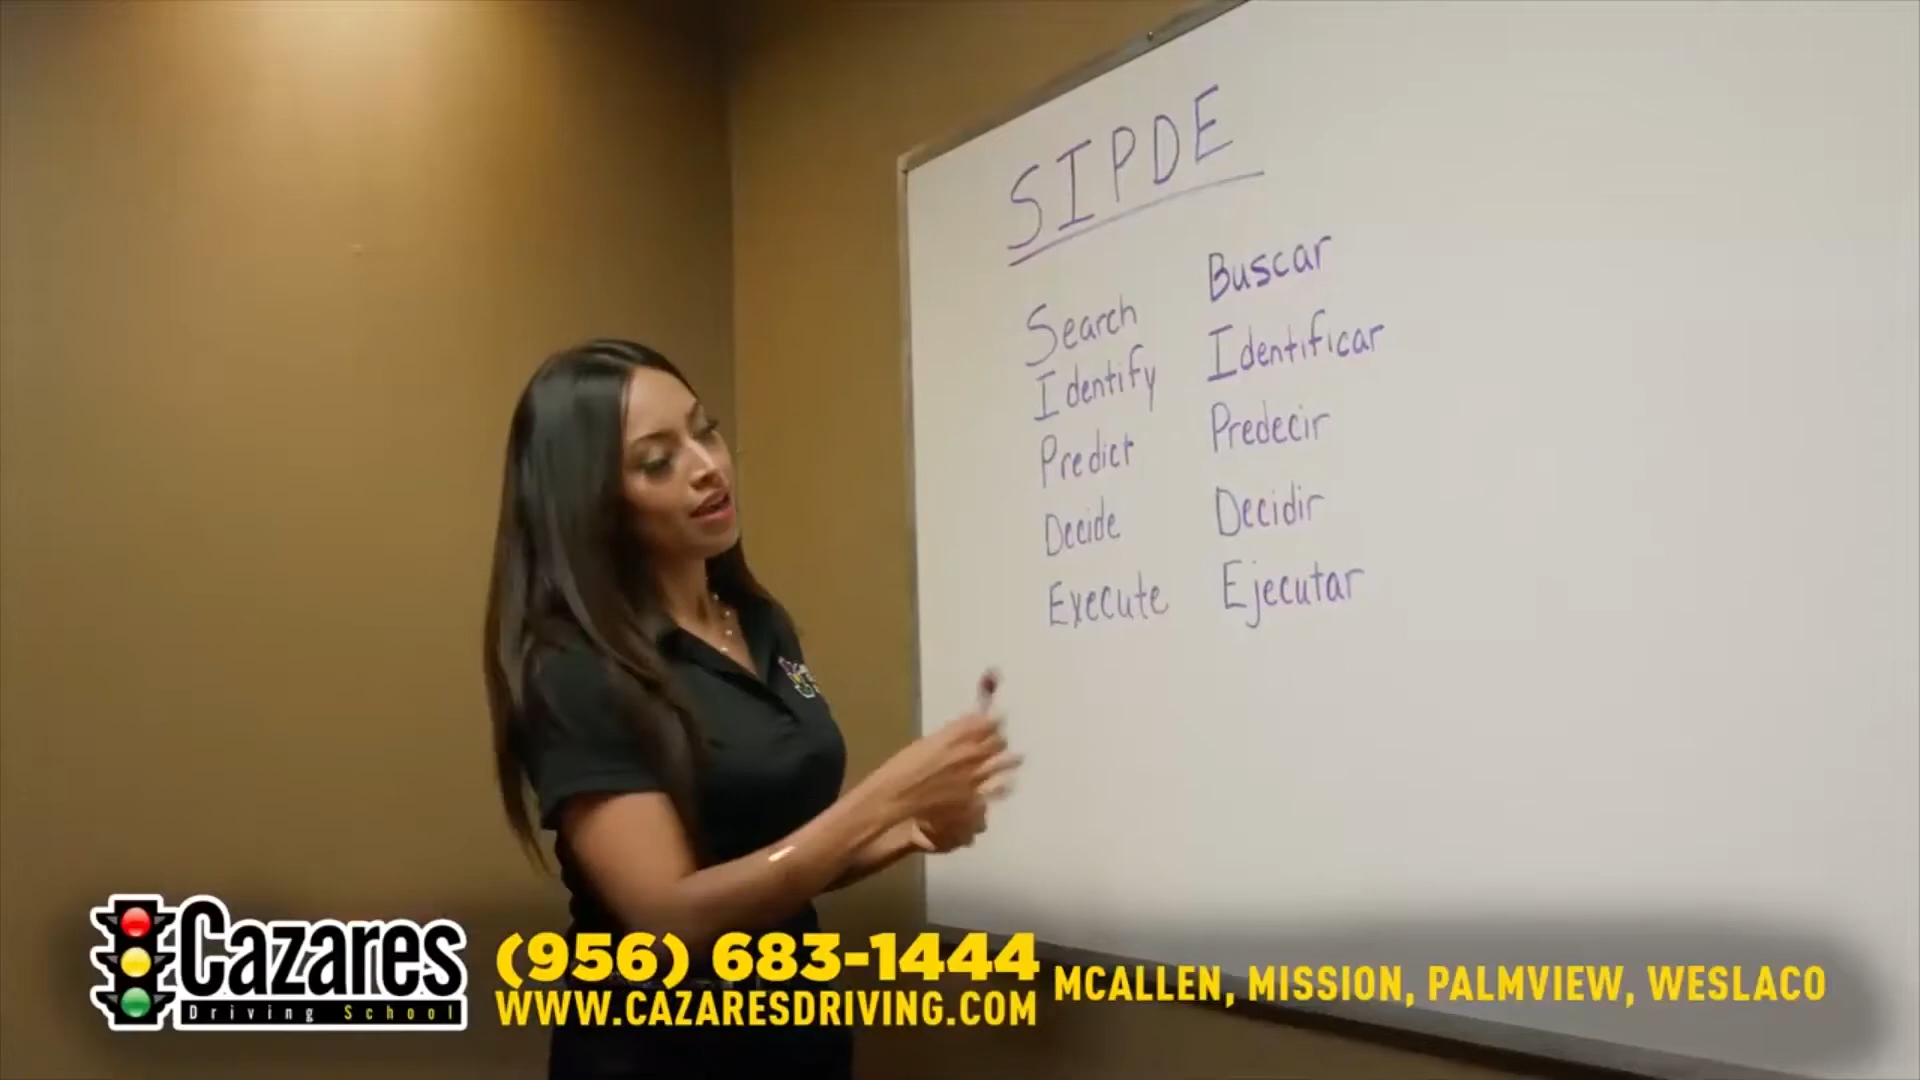 SIPDE
Search Buscar
Identify Identificar
Predict Predecir
Decide Decidir
Execute Ejecutar
Cazares
Driving School
(956) 683-1444
WWW.CAZARESDRIVING.COM
MCALLEN, MISSION, PALMVIEW, WESLACO